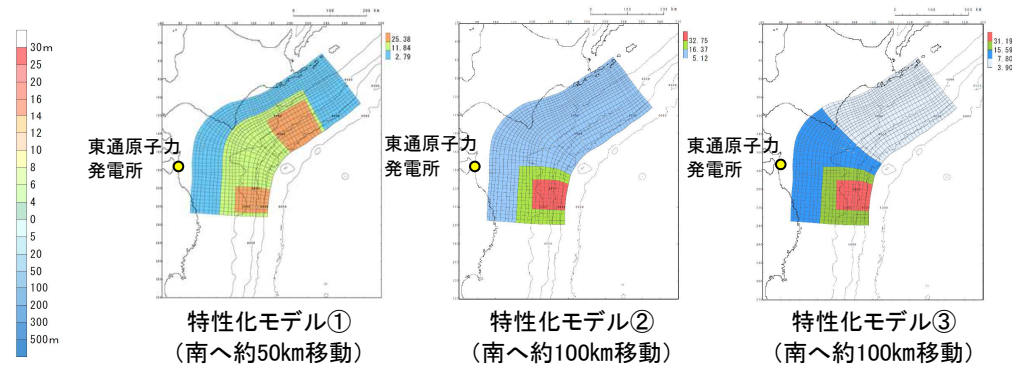 30m
25
20
16
14
12
10
8
6
4
0
5
20
50
100
200
300
500m
0 100 200 km
25.38
11.84
2.79
東通原子力
発電所
特性化モデル①
（南へ約50km移動）
32.75
16.37
5.12
東通原子力
発電所
特性化モデル②
（南へ約100km移動）
31.19
15.59
7.80
3.90
東通原子力
発電所
特性化モデル③
（南へ約100km移動）